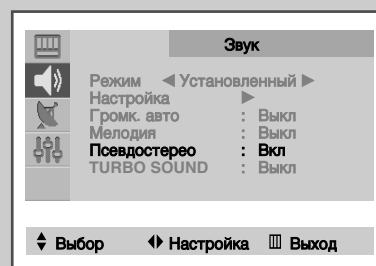 Звук
Режим ◀ Установленный ▶
Настройка ▶
Громк. авто : Выкл
Мелодия : Выкл
Псевдостерео : Вкл
TURBO SOUND : Выкл
Выбор Настройка Выход